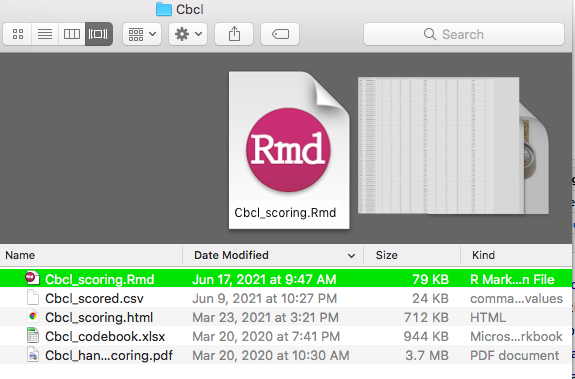 Cbcl
Search
Rmd
Cbcl_scoring.Rmd
Name Date Modified Size Kind
Cbcl_scoring.Rmd Jun 17, 2021 at 9:47 AM 79 KB R Mark...n File
Cbcl_scored.csv Jun 9, 2021 at 10:27 PM 24 KB comma...values
Cbcl_scoring.html Mar 23, 2021 at 3:21 PM 712 KB HTML
Cbcl_codebook.xlsx Mar 20, 2020 at 7:41 PM 944 KB Micros...rkbook
Cbcl_han...coring.pdf Mar 20, 2020 at 10:30 AM 3.7 MB PDF document